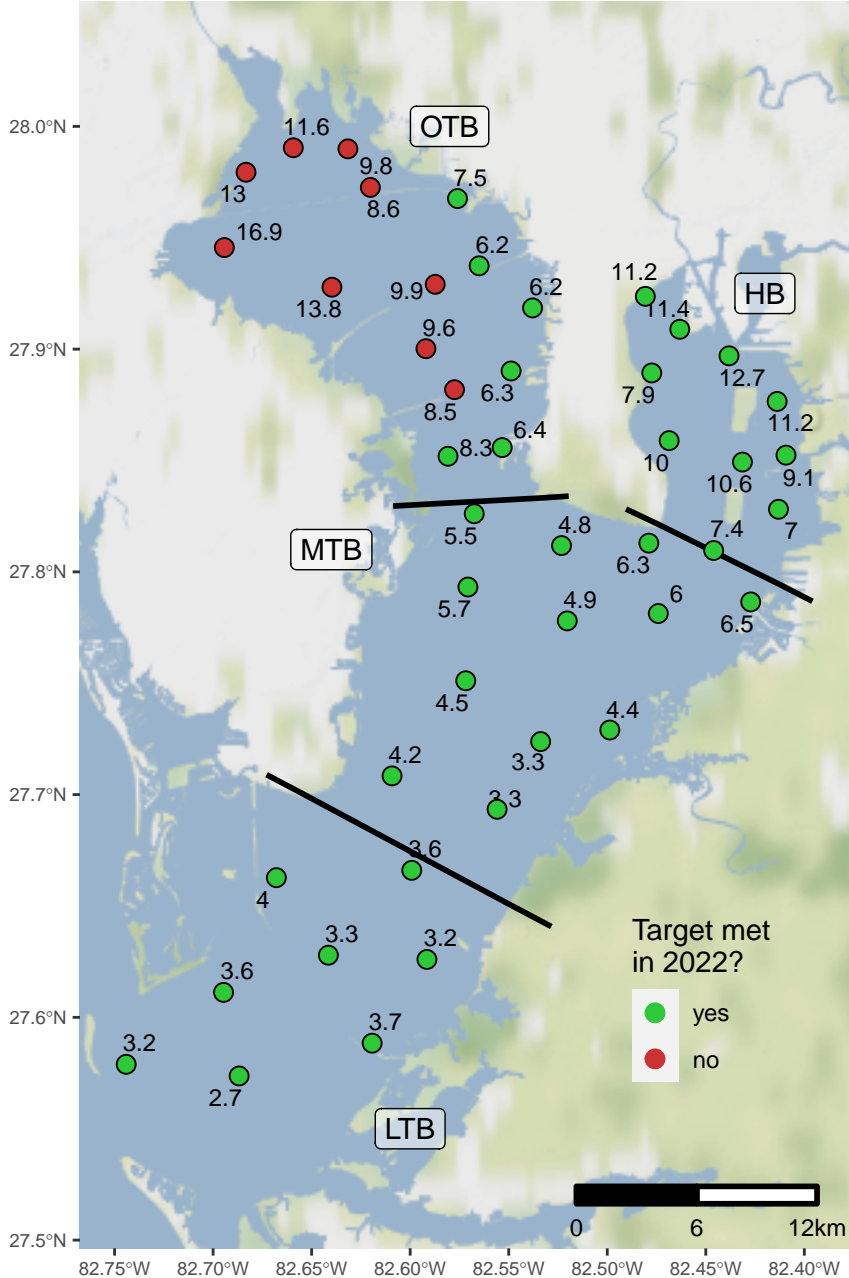 28.0°N
27.9°N
27.8°N
27.7°N
27.6°N
27.5°N
OTB
11.6
9.8
13
8.6
7.5
16.9
6.2
13.8
9.9
6.2
11.2
HB
11.4
9.6
6.3
12.7
8.5
7.9
11.2
6.4
8.3
10
10.6
9.1
5.5
4.8
7.4
7
MTB
6.3
5.7
4.9
6
6.5
4.5
4.4
3.3
4.2
3.3
3.6
4
3.3
3.2
3.6
3.7
3.2
2.7
LTB
Target met
in 2022?
yes
no
0 6 12km
82.75°W 82.70°W 82.65°W 82.60°W 82.55°W 82.50°W 82.45°W 82.40°W